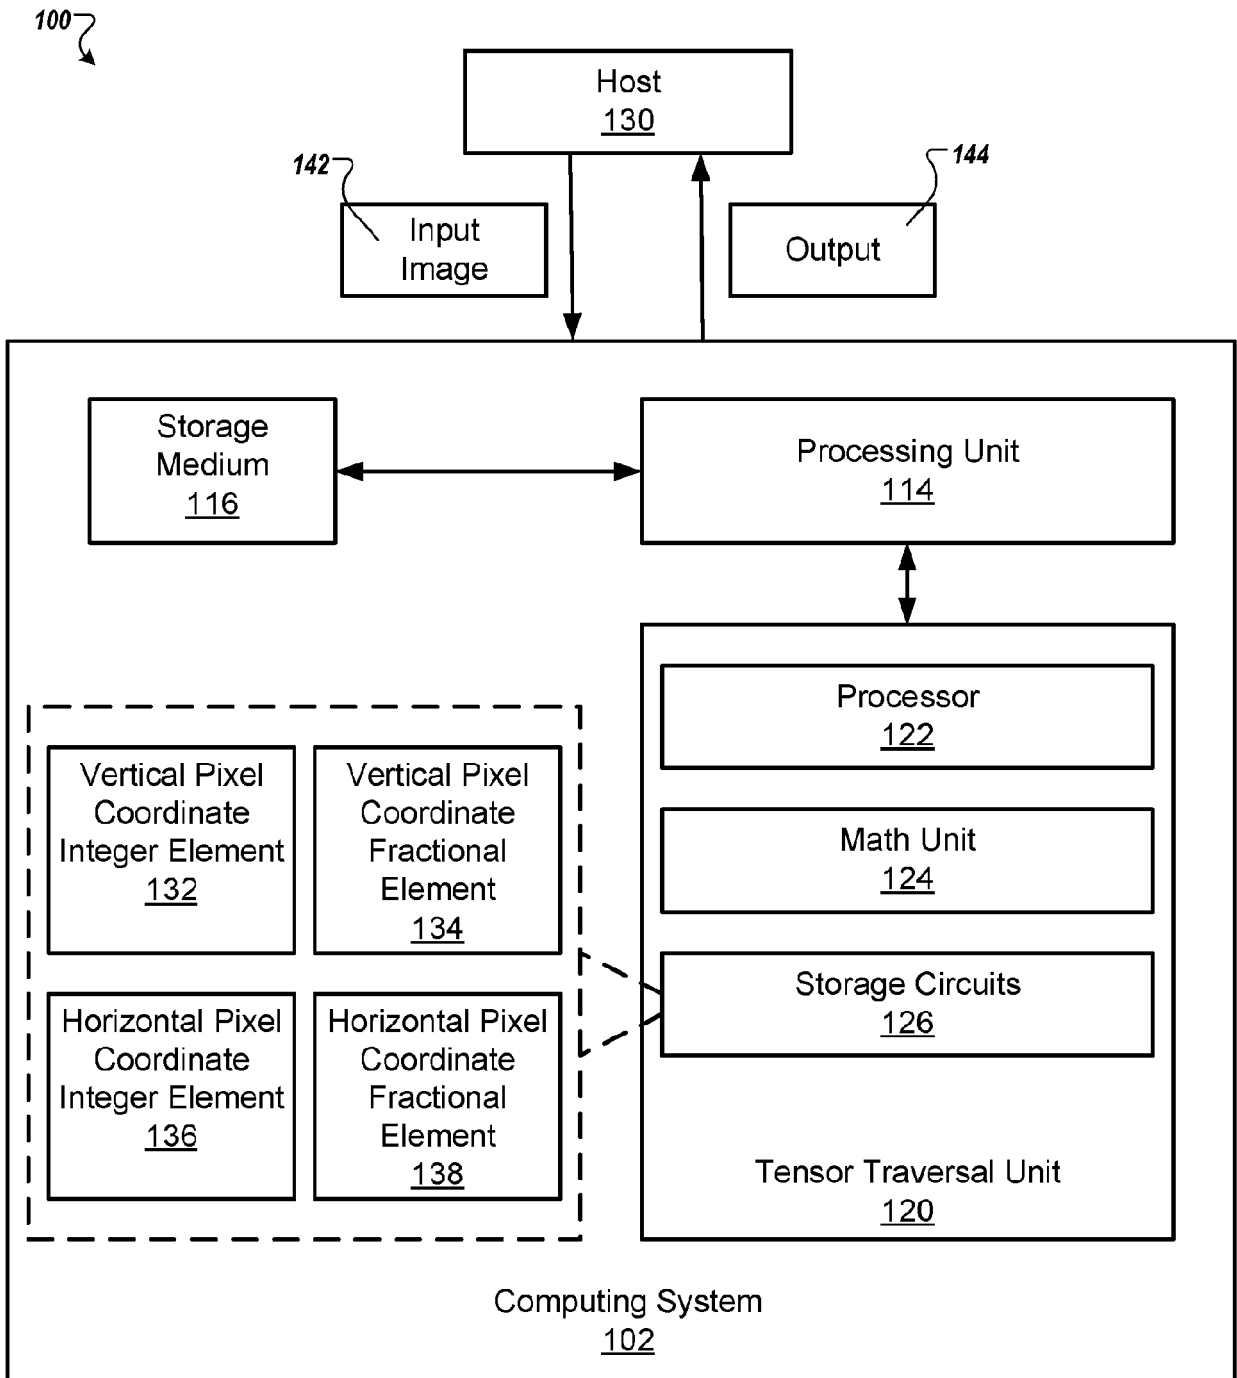 100
Host
130
142
144
Input
Image
Output
Storage
Medium
116
Processing Unit
114
Processor
122
Math Unit
124
Storage Circuits
126
Tensor Traversal Unit
120
Vertical Pixel
Coordinate
Integer Element
132
Vertical Pixel
Coordinate
Fractional
Element
134
Horizontal Pixel
Coordinate
Integer Element
136
Horizontal Pixel
Coordinate
Fractional
Element
138
Computing System
102